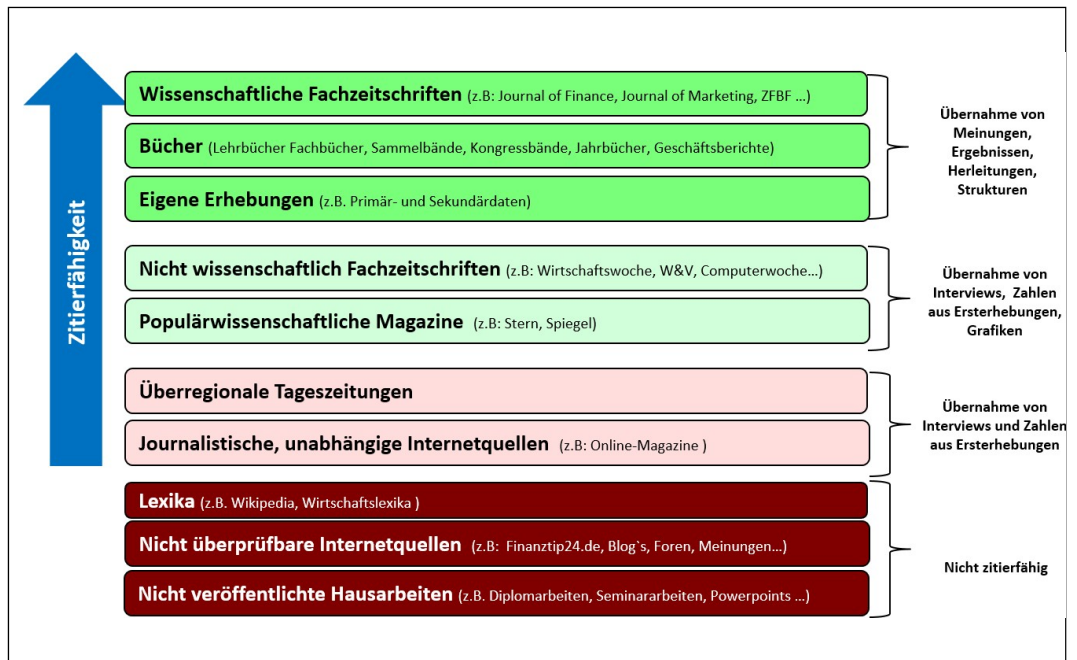 Zitierfähigkeit
Wissenschaftliche Fachzeitschriften (z.B: Journal of Finance, Journal of Marketing, ZFBF …)
Bücher (Lehrbücher Fachbücher, Sammelbände, Kongressbände, Jahrbücher, Geschäftsberichte)
Eigene Erhebungen (z.B. Primär- und Sekundärdaten)
Übernahme von
Meinungen,
Ergebnissen,
Herleitungen,
Strukturen
Nicht wissenschaftlich Fachzeitschriften (z.B: Wirtschaftswoche, W&V, Computerwoche…)
Populärwissenschaftliche Magazine (z.B: Stern, Spiegel)
Übernahme von
Interviews, Zahlen
aus Ersterhebungen,
Grafiken
Überregionale Tageszeitungen
Journalistische, unabhängige Internetquellen (z.B: Online-Magazine )
Übernahme von
Interviews und Zahlen
aus Ersterhebungen
Lexika (z.B. Wikipedia, Wirtschaftslexika )
Nicht überprüfbare Internetquellen (z.B: Finanztip24.de, Blog`s, Foren, Meinungen…)
Nicht veröffentlichte Hausarbeiten (z.B. Diplomarbeiten, Seminararbeiten, Powerpoints …)
Nicht zitierfähig